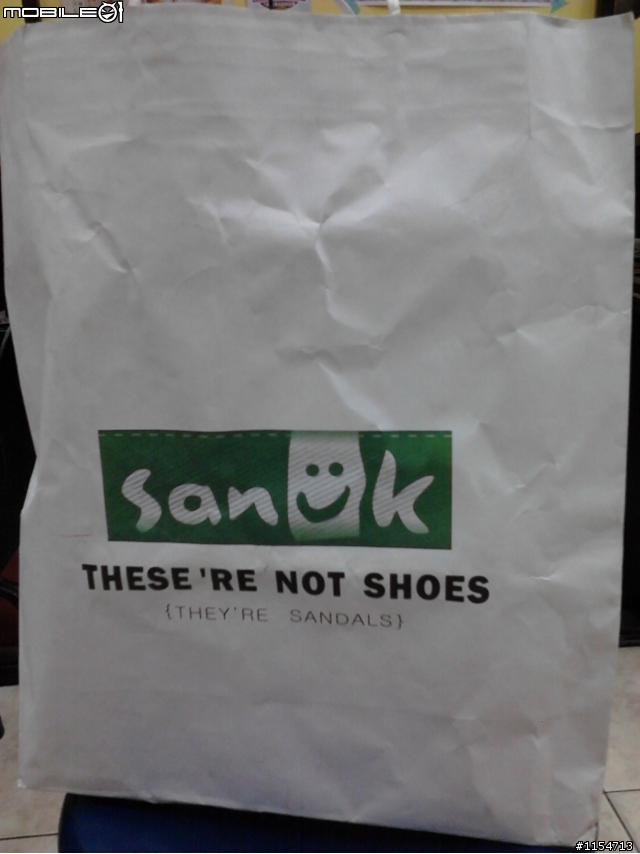 MOBILE01
sanuk
THESE'RE NOT SHOES
{THEY'RE SANDALS}
#1154713